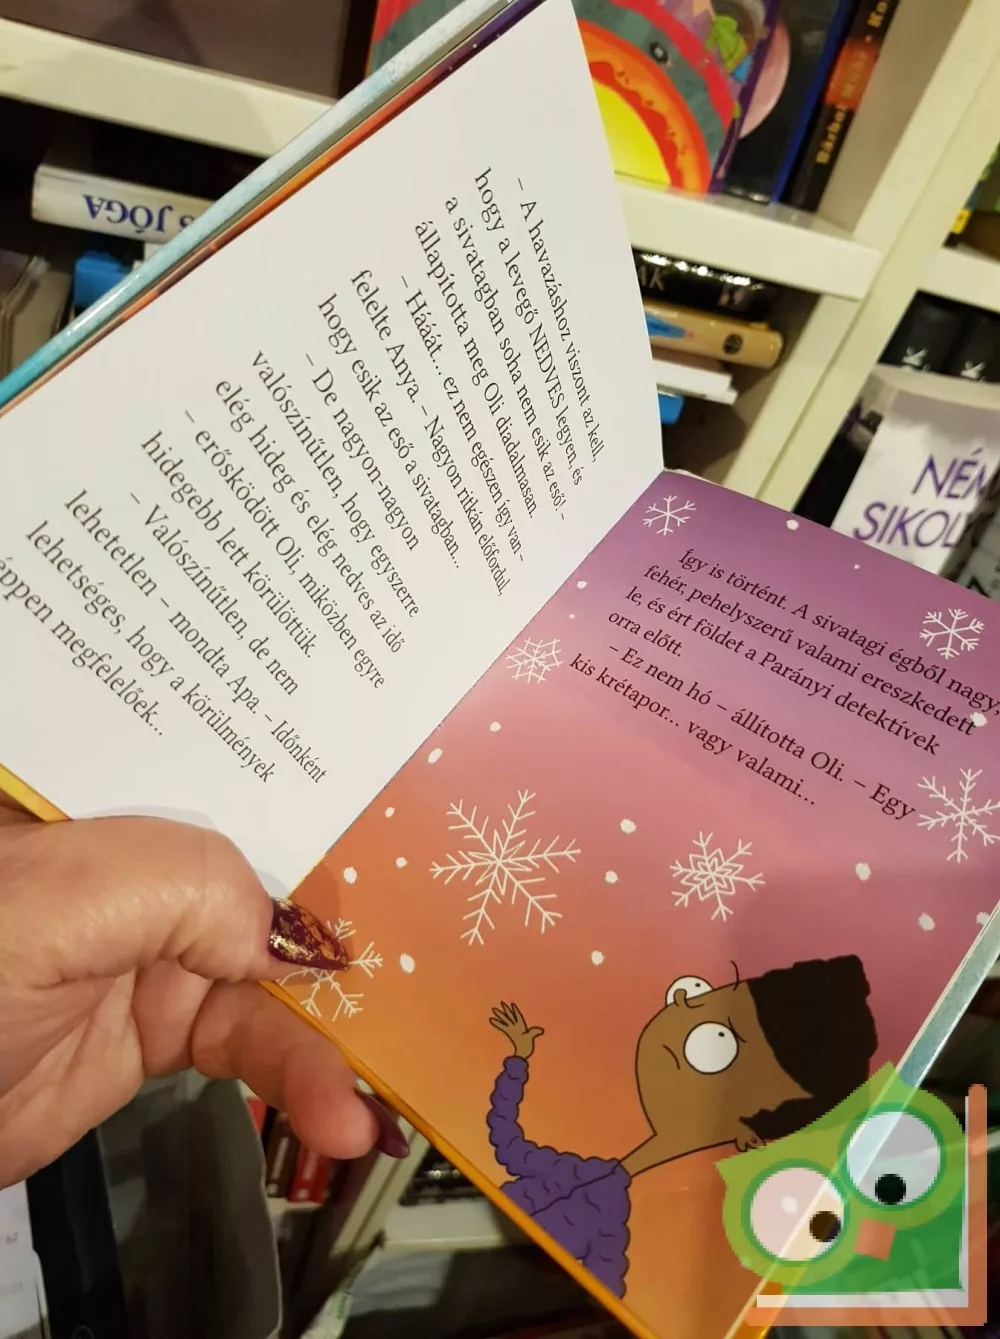 – A havazáshoz viszont az kell,
hogy a levegő NEDVES legyen, és
a sivatagban soha nem esik az eső! –
állapította meg Oli diadalmasan.
– Hááát... ez nem egészen így van –
felelte Anya. – Nagyon ritkán előfordul,
hogy esik az eső a sivatagban...
– De nagyon-nagyon
valószínűtlen, hogy egyszerre
elég hideg és elég nedves az idő
– erősködött Oli, miközben egyre
hidegebb lett körülöttük.
– Valószínűtlen, de nem
lehetetlen – mondta Apa. – Időnként
lehetséges, hogy a körülmények
éppen megfelelőek...
Így is történt. A sivatagi égből nagy,
fehér, pehelyszerű valami ereszkedett
le, és ért földet a Parányi detektívek
orra előtt.
– Ez nem hó – állította Oli. – Egy
kis krétapor... vagy valami...
S JÓGA
NÉM
SIKOL